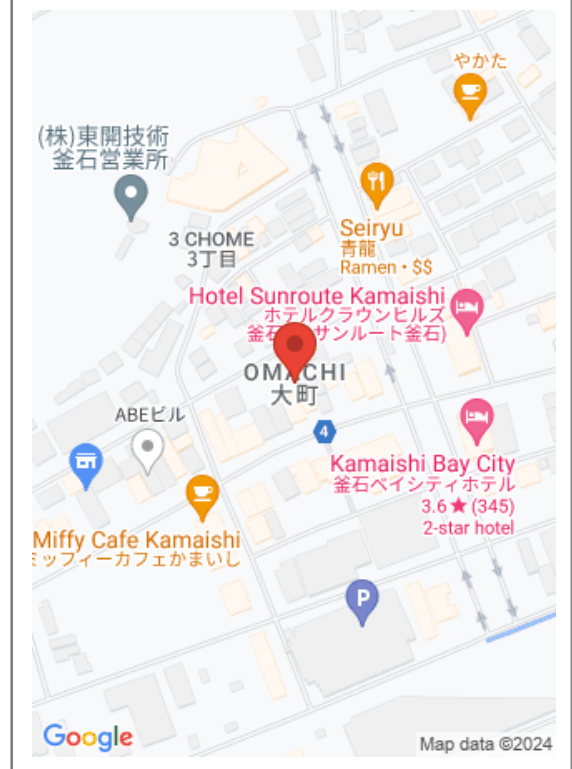 やかた
(株)東開技術
釜石営業所
Seiryu
青龍
Ramen • $$
3 CHOME
3丁目
Hotel Sunroute Kamaishi
ホテルクラウンヒルズ
釜石 サンルート釜石)
OMACHI
大町
ABEビル
4
Kamaishi Bay City
釜石ベイシティホテル
3.6★ (345)
2-star hotel
Miffy Cafe Kamaishi
ミッフィーカフェかまいし
P
Google
Map data ©2024